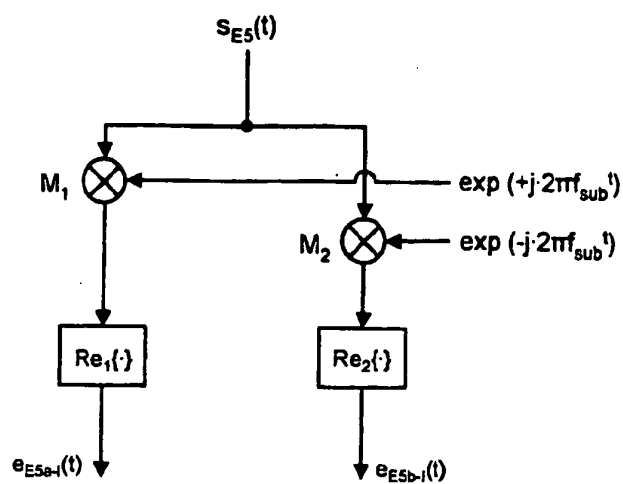 s_E5(t)
M_1
exp (+j·2πf_sub^t)
M_2
exp (-j·2πf_sub^t)
Re_1{·}
Re_2{·}
e_E5a-I(t)
e_E5b-I(t)